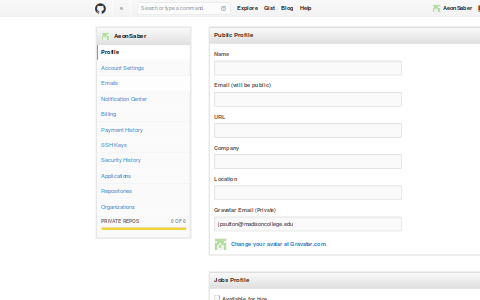 Search or type a command
Explore Gist Blog Help
AeonSaber
AeonSaber
Profile
Account Settings
Emails
Notification Center
Billing
Payment History
SSH Keys
Security History
Applications
Repositories
Organizations
PRIVATE REPOS 0 OF 0
Public Profile
Name
Email (will be public)
URL
Company
Location
Gravatar Email (Private)
jpsutton@madisoncollege.edu
Change your avatar at Gravatar.com
Jobs Profile
Available for hire